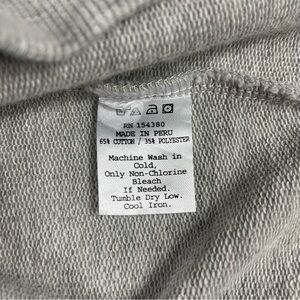 RN 154380
MADE IN PERU
65% COTTON / 35% POLYESTER
Machine Wash in
Cold,
Only Non-Chlorine
Bleach
If Needed.
Tumble Dry Low.
Cool Iron.